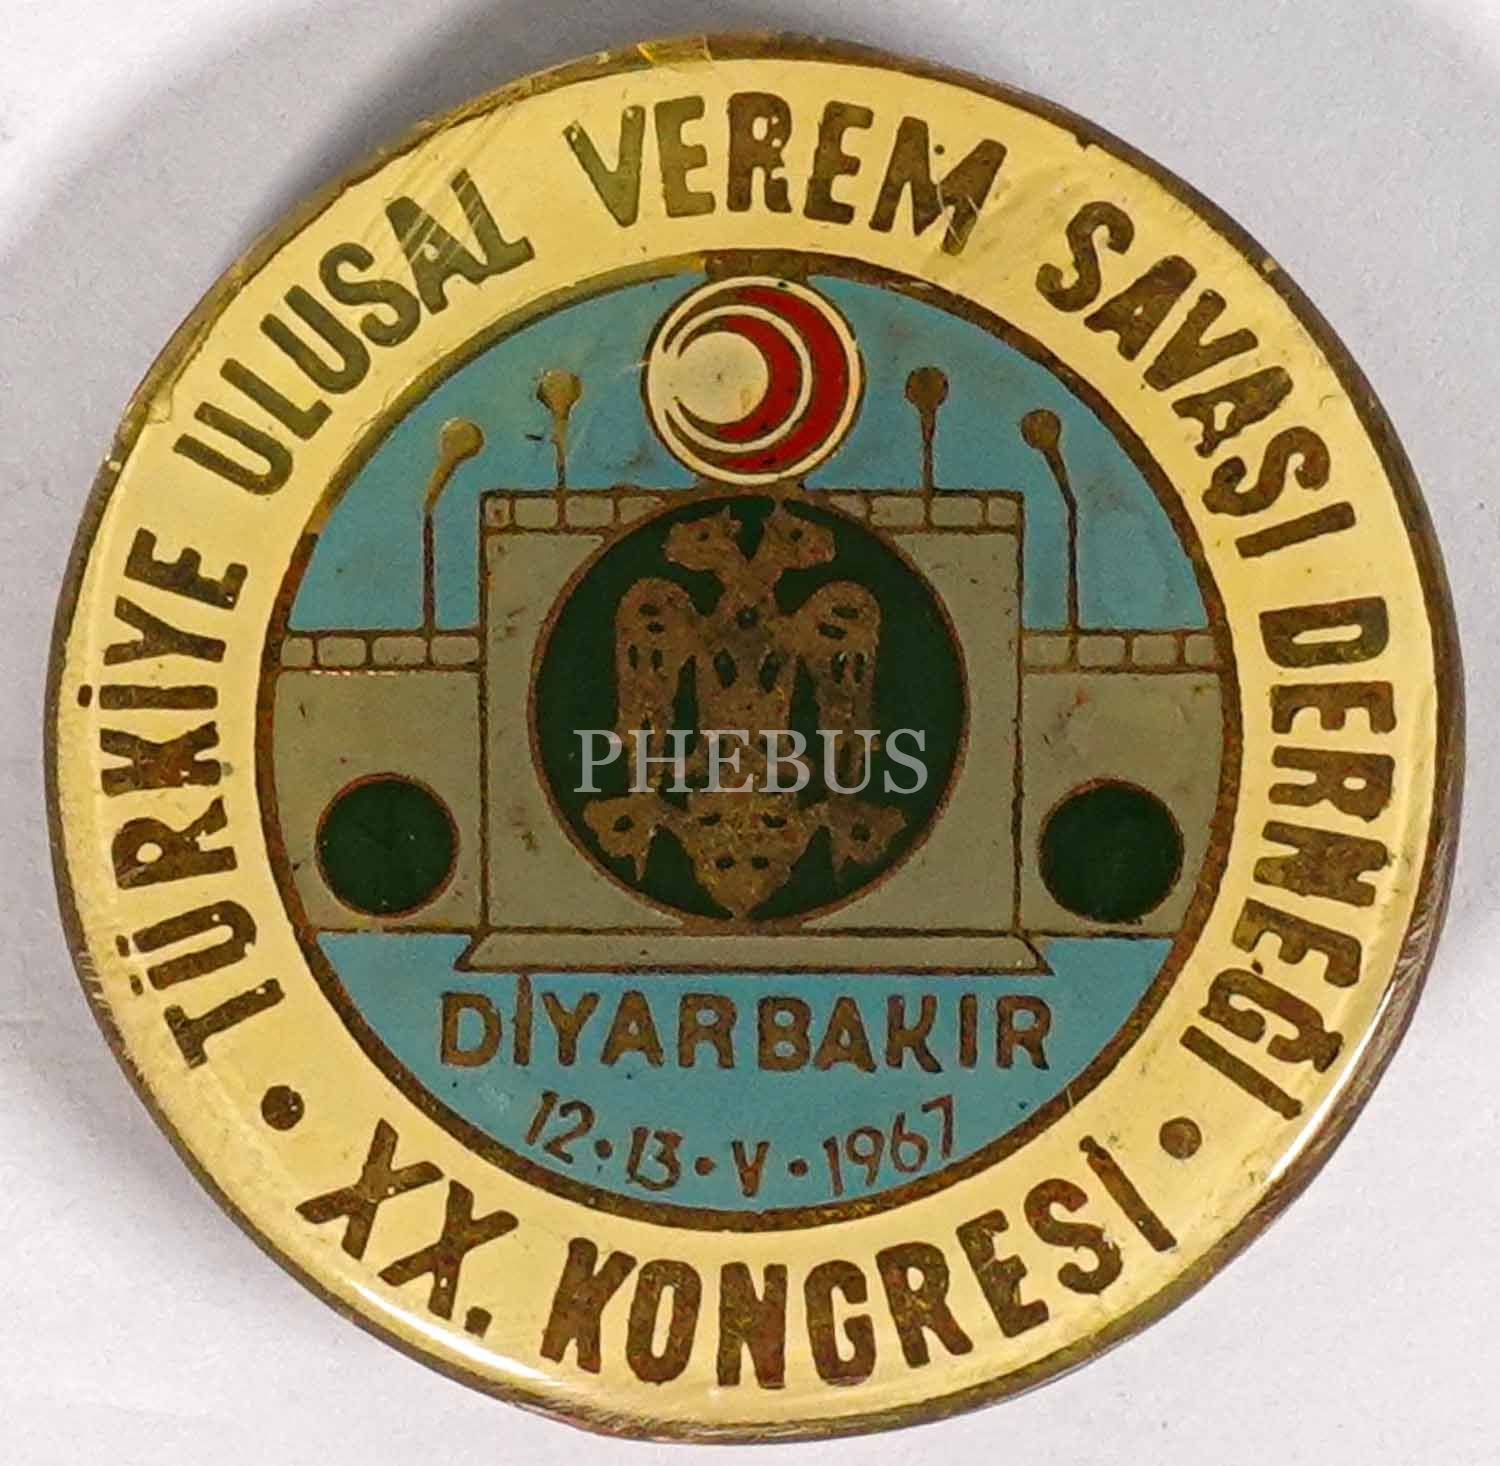 TÜRKİYE ULUSAL VEREM SAVAŞI DERNEĞI
PHEBUS
DİYARBAKIR
12·13·V·1967
• XX. KONGRESI •